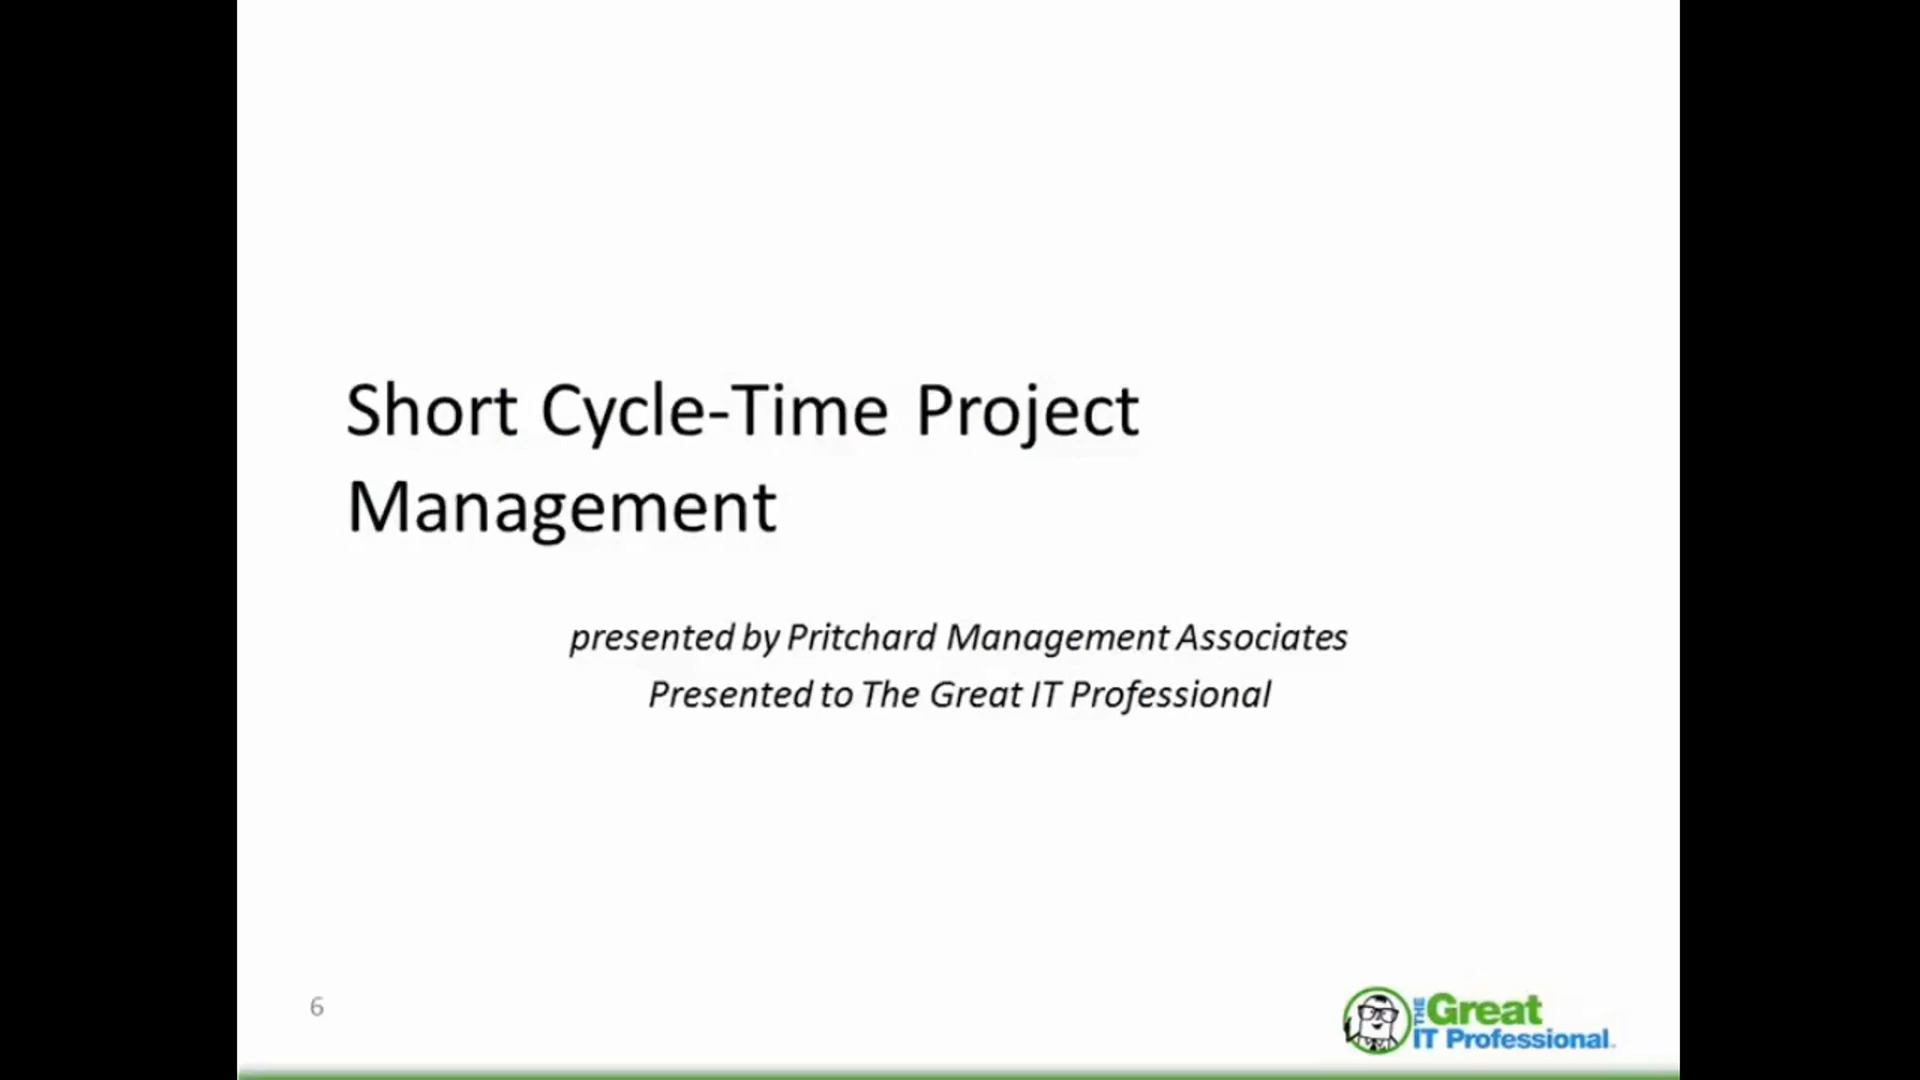 Short Cycle-Time Project
Management
presented by Pritchard Management Associates
Presented to The Great IT Professional
6
THE Great
IT Professional